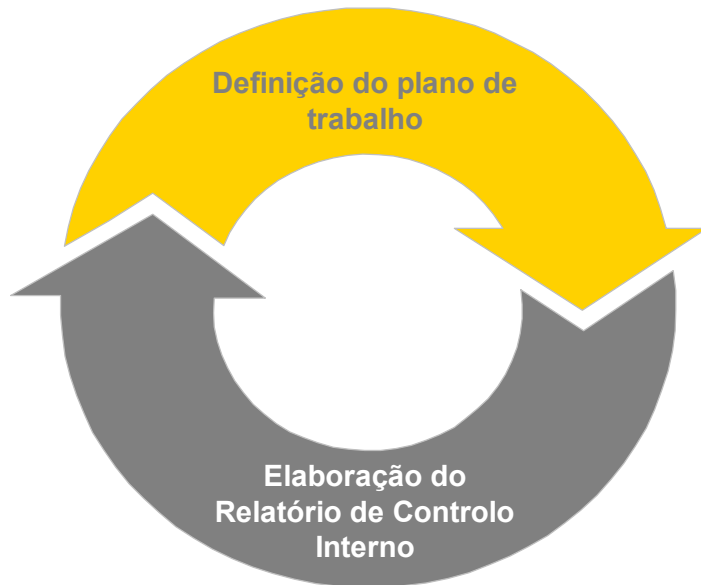 Definição do plano de
trabalho
Elaboração do
Relatório de Controlo
Interno